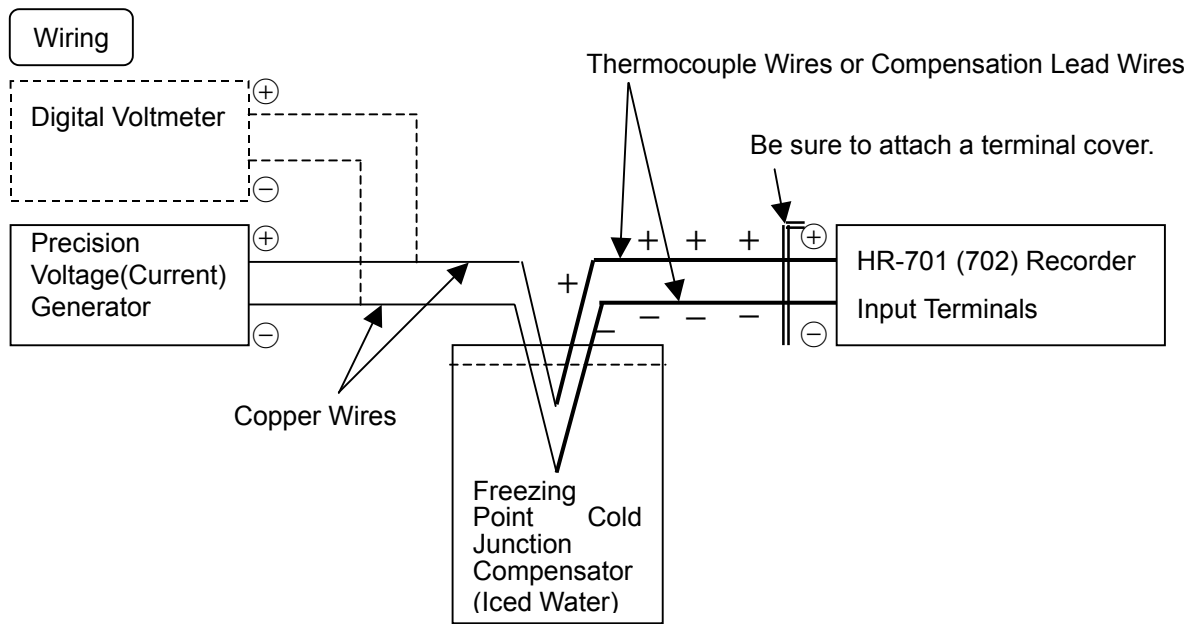 Wiring
Thermocouple Wires or Compensation Lead Wires
Digital Voltmeter
+
−
Be sure to attach a terminal cover.
Precision
Voltage(Current)
Generator
+
−
+ + + +
− − − −
+
−
HR-701 (702) Recorder
Input Terminals
Copper Wires
Freezing
Point Cold
Junction
Compensator
(Iced Water)